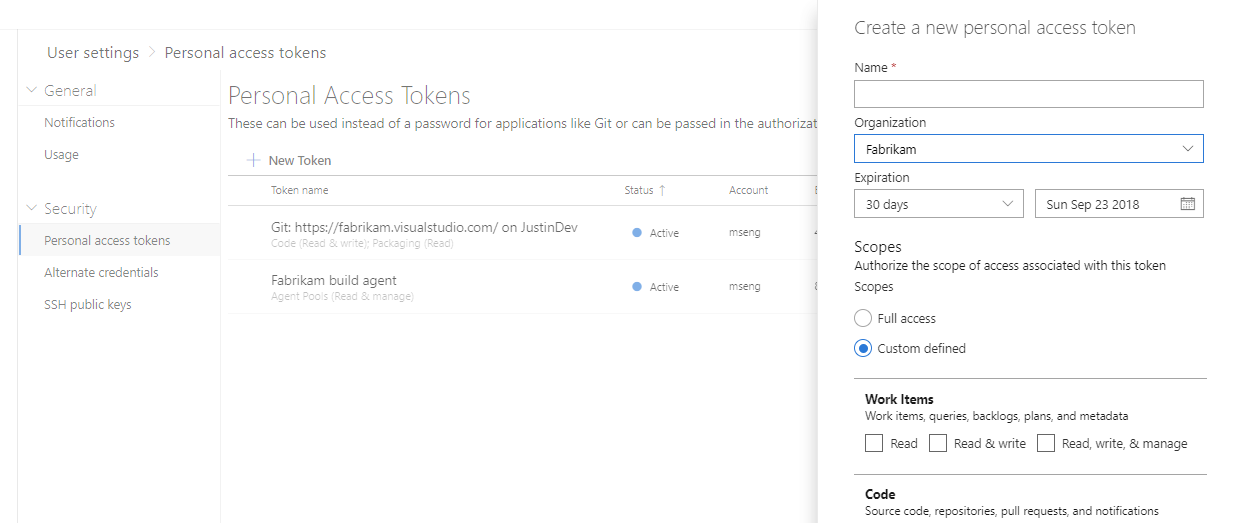 User settings > Personal access tokens
General
Notifications
Usage
Security
Personal access tokens
Alternate credentials
SSH public keys
Personal Access Tokens
These can be used instead of a password for applications like Git or can be passed in the
New Token
Token name Status ↑ Account
Git: https://fabrikam.visualstudio.com/ on JustinDev Active mseng
Code (Read & write); Packaging (Read)
Fabrikam build agent Active mseng
Agent Pools (Read & manage)
Create a new personal access token
Name *
Organization
Fabrikam
Expiration
30 days Sun Sep 23 2018
Scopes
Authorize the scope of access associated with this token
Scopes
Full access
Custom defined
Work Items
Work items, queries, backlogs, plans, and metadata
Read Read & write Read, write, & manage
Code
Source code, repositories, pull requests, and notifications